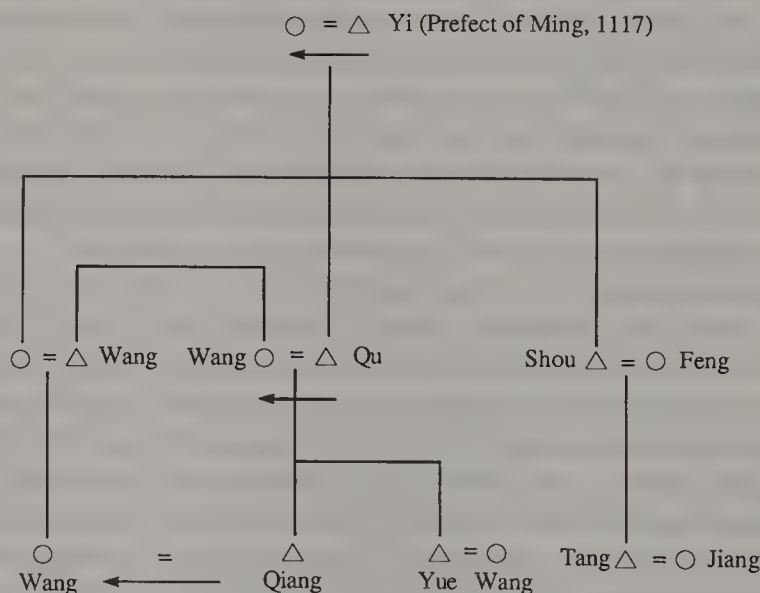 Yi (Prefect of Ming, 1117)
= 
Wang
Wang
Qu
Shou
Feng
Wang
Qiang
Yue
Wang
Tang
Jiang